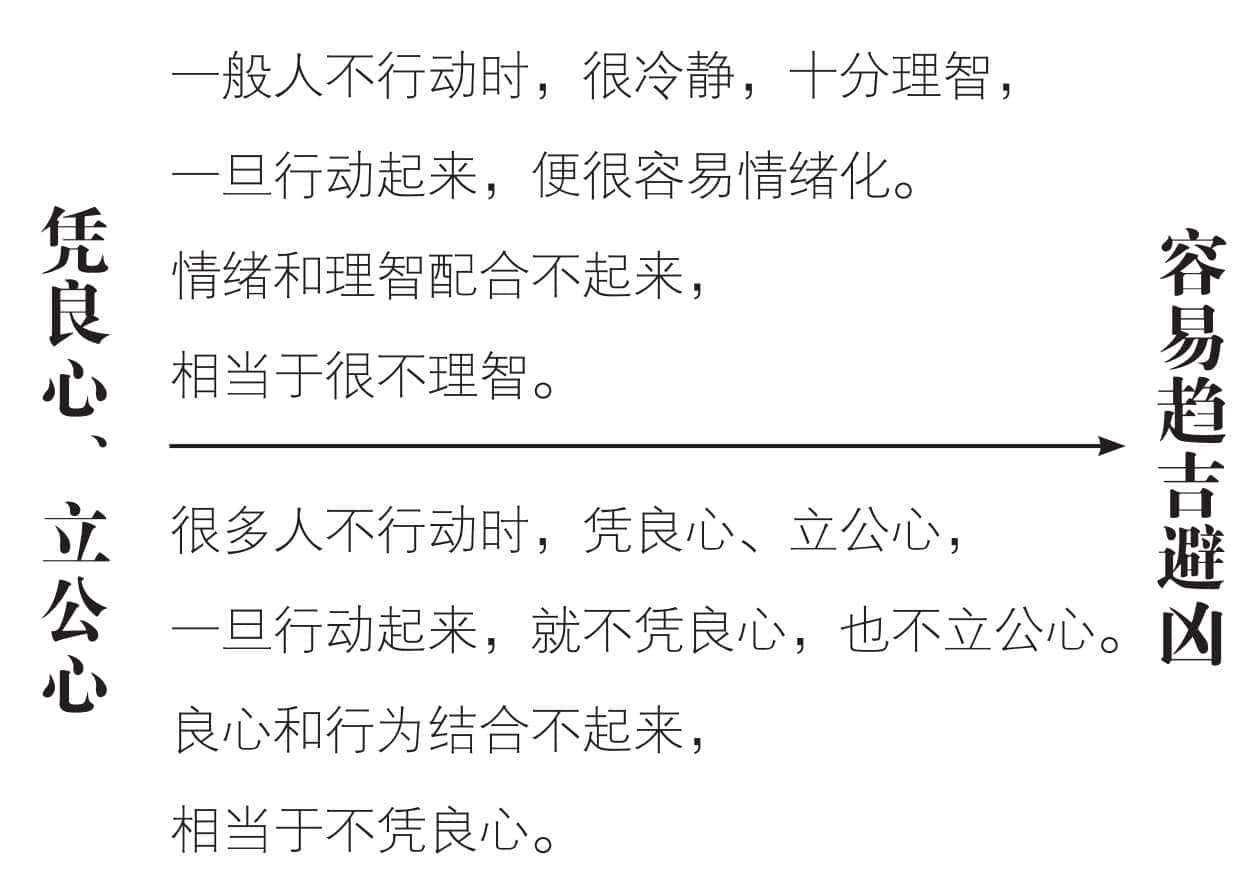 凭良心、立公心
一般人不行动时，很冷静，十分理智，
一旦行动起来，便很容易情绪化。
情绪和理智配合不起来，
相当于很不理智。
很多人不行动时，凭良心、立公心，
一旦行动起来，就不凭良心，也不立公心。
良心和行为结合不起来，
相当于不凭良心。
容易趋吉避凶